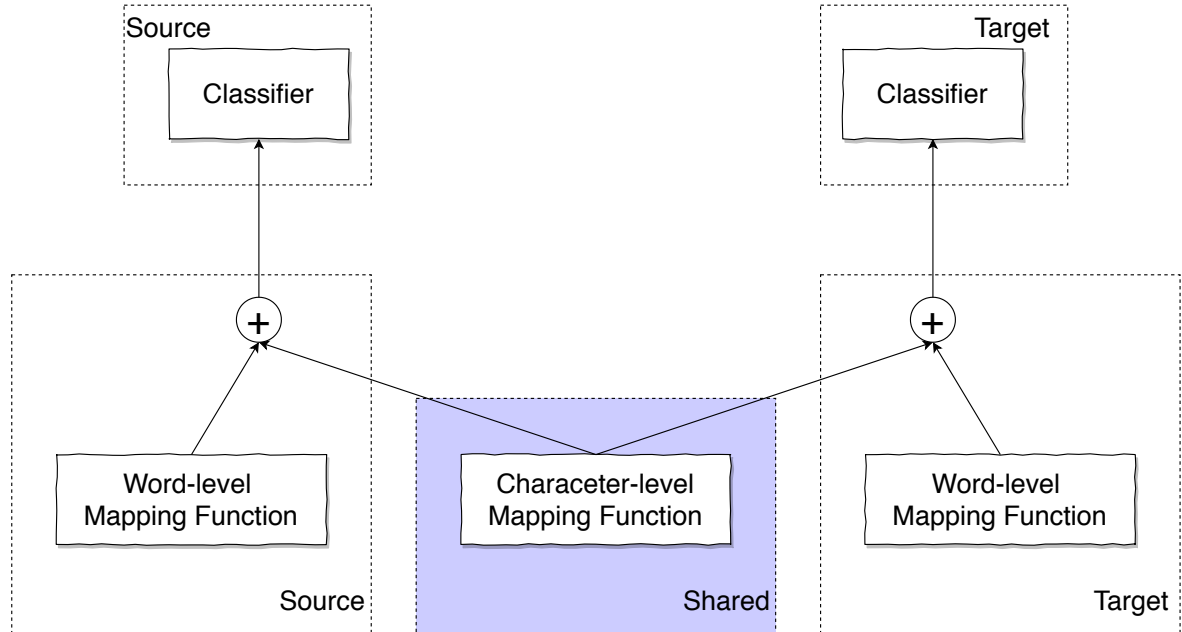 Source
Target
Classifier
Classifier
+
+
Word-level
Mapping Function
Characeter-level
Mapping Function
Word-level
Mapping Function
Source
Shared
Target